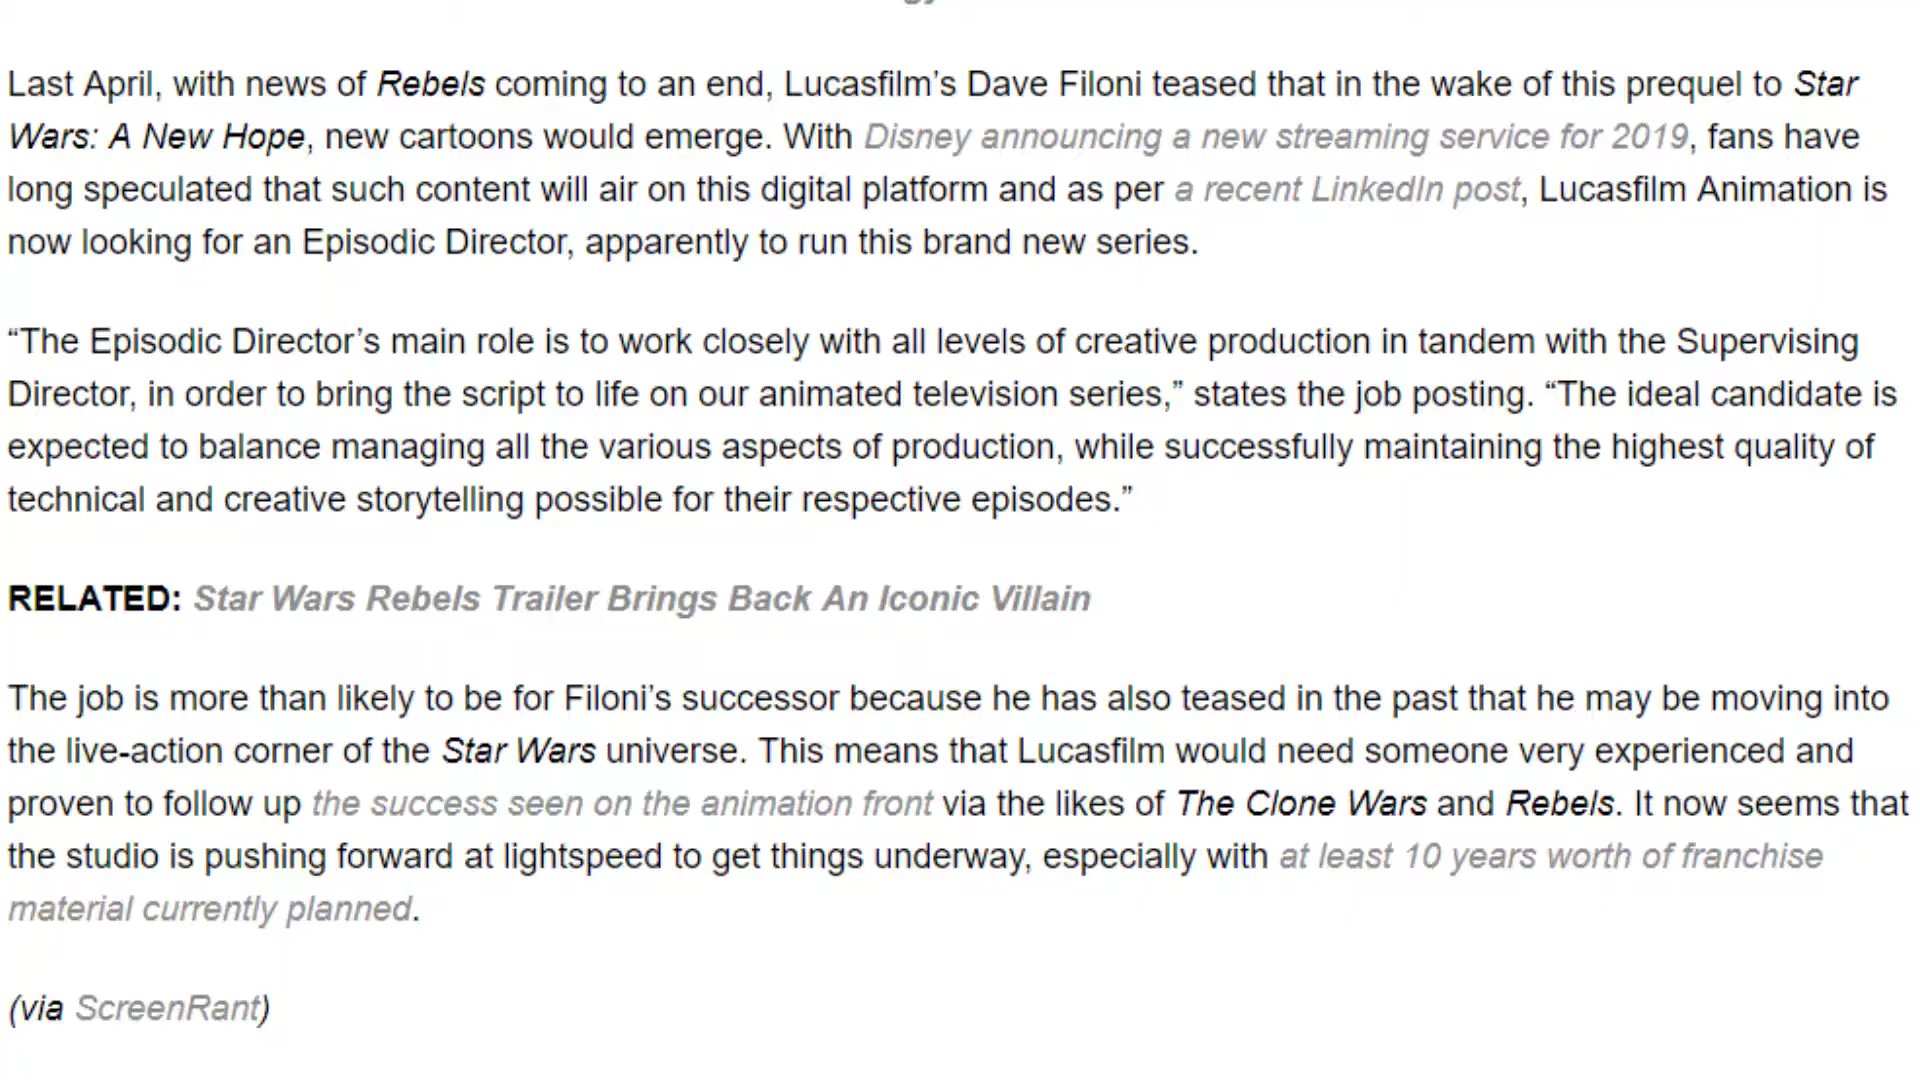 Last April, with news of Rebels coming to an end, Lucasfilm’s Dave Filoni teased that in the wake of this prequel to Star
Wars: A New Hope, new cartoons would emerge. With Disney announcing a new streaming service for 2019, fans have
long speculated that such content will air on this digital platform and as per a recent LinkedIn post, Lucasfilm Animation is
now looking for an Episodic Director, apparently to run this brand new series.
“The Episodic Director’s main role is to work closely with all levels of creative production in tandem with the Supervising
Director, in order to bring the script to life on our animated television series,” states the job posting. “The ideal candidate is
expected to balance managing all the various aspects of production, while successfully maintaining the highest quality of
technical and creative storytelling possible for their respective episodes.”
RELATED: Star Wars Rebels Trailer Brings Back An Iconic Villain
The job is more than likely to be for Filoni’s successor because he has also teased in the past that he may be moving into
the live-action corner of the Star Wars universe. This means that Lucasfilm would need someone very experienced and
proven to follow up the success seen on the animation front via the likes of The Clone Wars and Rebels. It now seems that
the studio is pushing forward at lightspeed to get things underway, especially with at least 10 years worth of franchise
material currently planned.
(via ScreenRant)